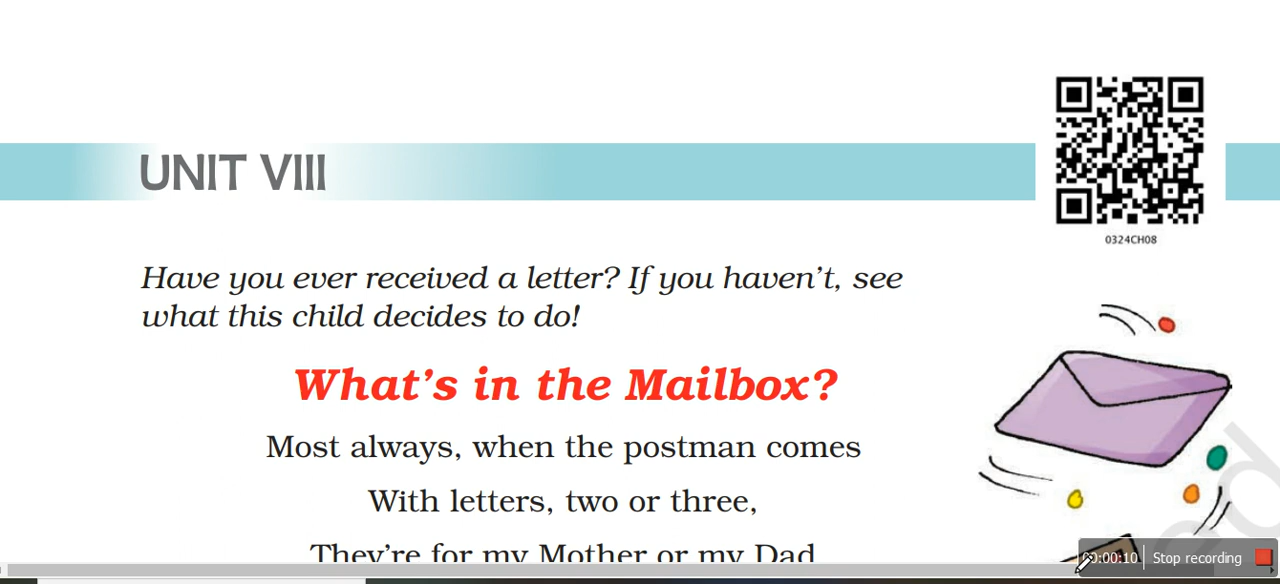 UNIT VIII
0324CH08
Have you ever received a letter? If you haven't, see
what this child decides to do!
What's in the Mailbox?
Most always, when the postman comes
With letters, two or three,
They're for my Mother or my Dad
00:00:10 Stop recording